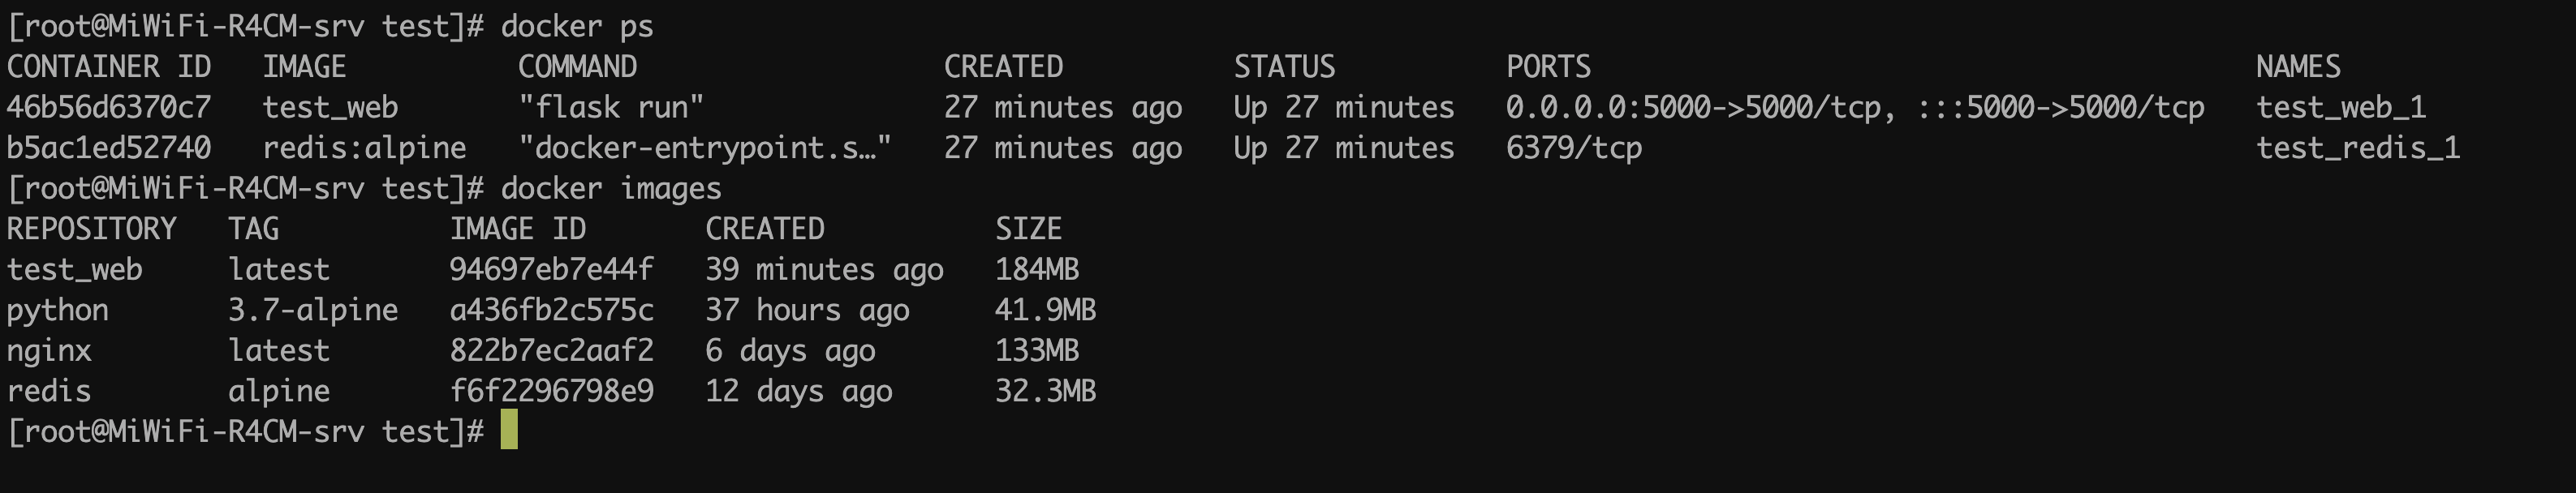 [root@MiWiFi-R4CM-srv test]# docker ps
CONTAINER ID   IMAGE          COMMAND                  CREATED          STATUS          PORTS                                       NAMES
46b56d6370c7   test_web       "flask run"              27 minutes ago   Up 27 minutes   0.0.0.0:5000->5000/tcp, :::5000->5000/tcp   test_web_1
b5ac1ed52740   redis:alpine   "docker-entrypoint.s…"   27 minutes ago   Up 27 minutes   6379/tcp                                    test_redis_1
[root@MiWiFi-R4CM-srv test]# docker images
REPOSITORY   TAG          IMAGE ID       CREATED          SIZE
test_web     latest       94697eb7e44f   39 minutes ago   184MB
python       3.7-alpine   a436fb2c575c   37 hours ago     41.9MB
nginx        latest       822b7ec2aaf2   6 days ago       133MB
redis        alpine       f6f2296798e9   12 days ago      32.3MB
[root@MiWiFi-R4CM-srv test]#